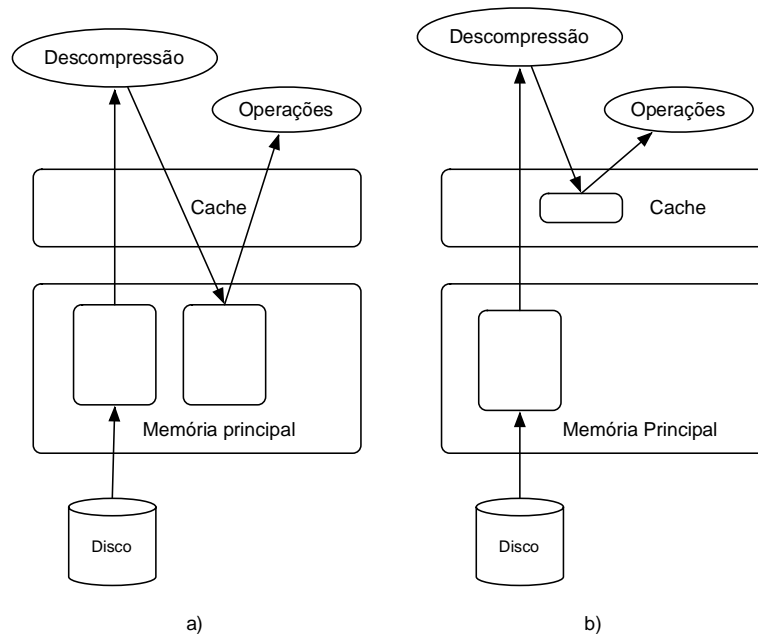 Descompressão
Operações
Cache
Memória principal
Disco
a)
Descompressão
Operações
Cache
Memória Principal
Disco
b)